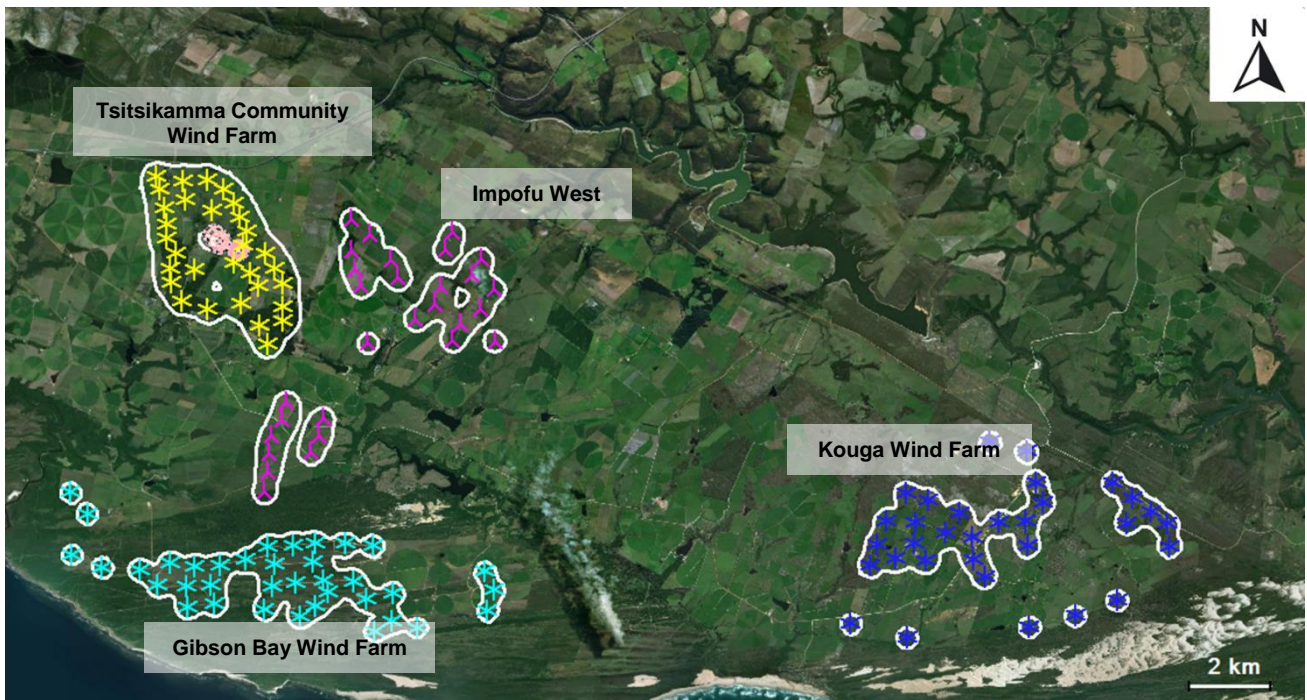 N
Tsitsikamma Community
Wind Farm
Impofu West
Kouga Wind Farm
Gibson Bay Wind Farm
2 km